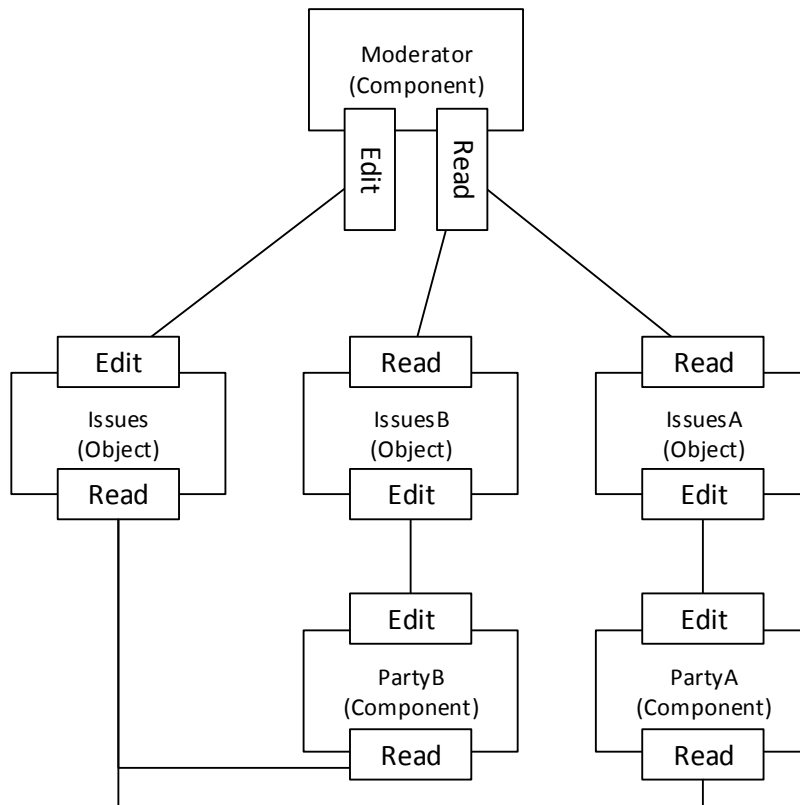 Moderator
(Component)
Edit
Read
Edit
Read
Read
Issues
(Object)
IssuesB
(Object)
IssuesA
(Object)
Read
Edit
Edit
Edit
Edit
PartyB
(Component)
PartyA
(Component)
Read
Read